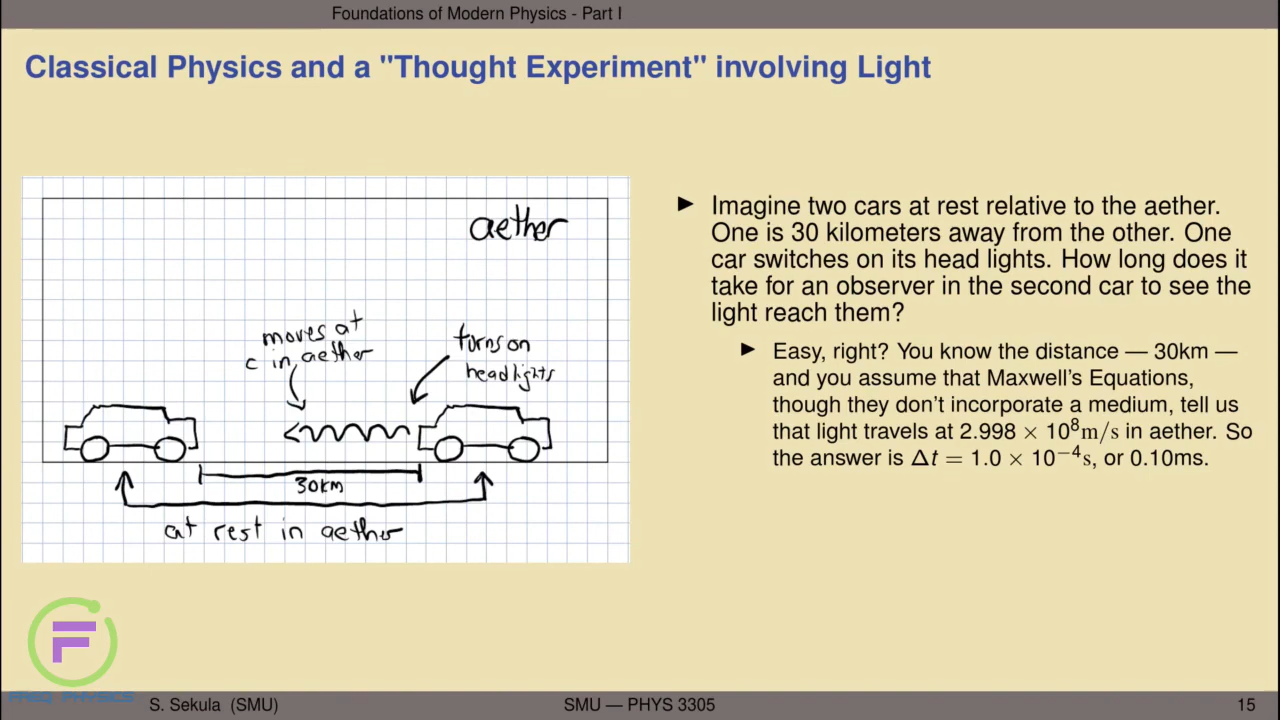 Foundations of Modern Physics - Part I
Classical Physics and a "Thought Experiment" involving Light
aether
moves at
c in aether
turns on
headlights
30km
at rest in aether
▶ Imagine two cars at rest relative to the aether.
One is 30 kilometers away from the other. One
car switches on its head lights. How long does it
take for an observer in the second car to see the
light reach them?
▶ Easy, right? You know the distance — 30km —
and you assume that Maxwell's Equations,
though they don't incorporate a medium, tell us
that light travels at 2.998 × 10⁸m/s in aether. So
the answer is Δt = 1.0 × 10⁻⁴s, or 0.10ms.
F
FREQ PHYSICS
S. Sekula (SMU)
SMU — PHYS 3305
15